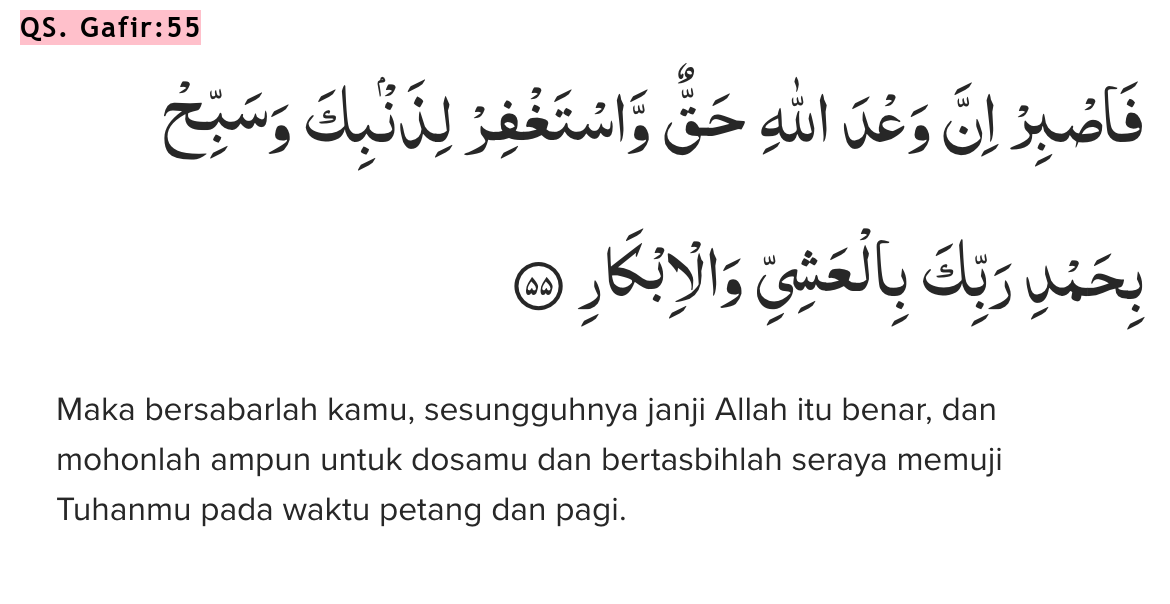 QS. Gafir:55
فَاصْبِرْ اِنَّ وَعْدَ اللّٰهِ حَقٌّ وَّاسْتَغْفِرْ لِذَنْۢبِكَ وَسَبِّحْ
بِحَمْدِ رَبِّكَ بِالْعَشِيِّ وَالْاِبْكَارِ ۵۵
Maka bersabarlah kamu, sesungguhnya janji Allah itu benar, dan
mohonlah ampun untuk dosamu dan bertasbihlah seraya memuji
Tuhanmu pada waktu petang dan pagi.